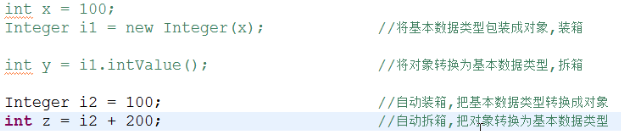 int x = 100;
Integer i1 = new Integer(x); //将基本数据类型包装成对象,装箱
int y = i1.intValue(); //将对象转换为基本数据类型,拆箱
Integer i2 = 100; //自动装箱,把基本数据类型转换成对象
int z = i2 + 200; //自动拆箱,把对象转换为基本数据类型